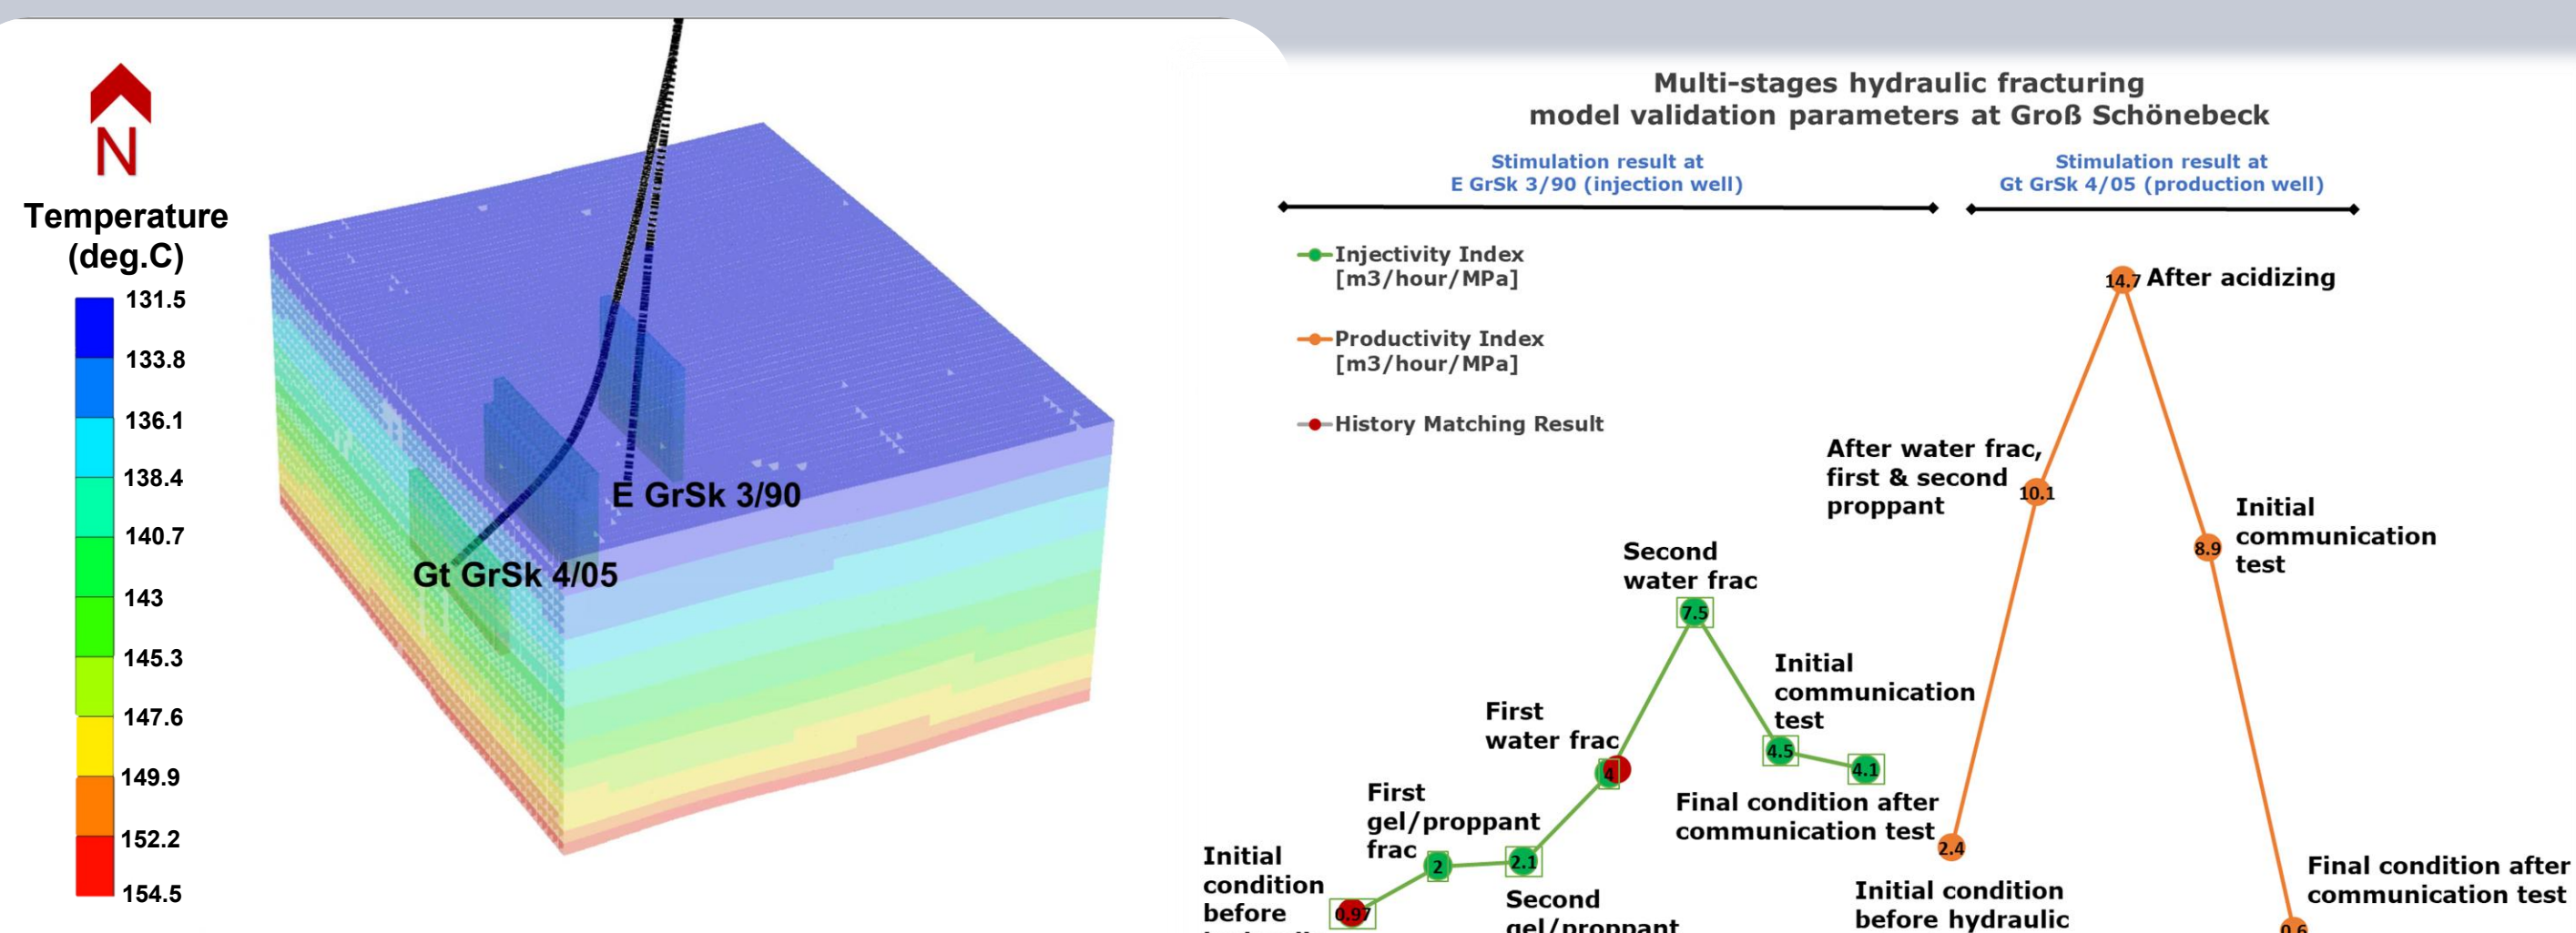 N
Temperature
(deg.C)
131.5
133.8
136.1
138.4
140.7
143
145.3
147.6
149.9
152.2
154.5
E GrSk 3/90
Gt GrSk 4/05
Multi-stages hydraulic fracturing
model validation parameters at Groß Schönebeck
Stimulation result at
E GrSk 3/90 (injection well)
Stimulation result at
Gt GrSk 4/05 (production well)
Injectivity Index
[m3/hour/MPa]
Productivity Index
[m3/hour/MPa]
History Matching Result
14.7
After acidizing
After water frac,
first & second
proppant
10.1
Initial
communication
test
8.9
Second
water frac
7.5
Initial
communication
test
4.5
4.1
First
water frac
4
Final condition after
communication test
2.4
First
gel/proppant
frac
2
2.1
Initial
condition
before
0.97
Second
gel/proppant
Initial condition
before hydraulic
Final condition after
communication test
0.6